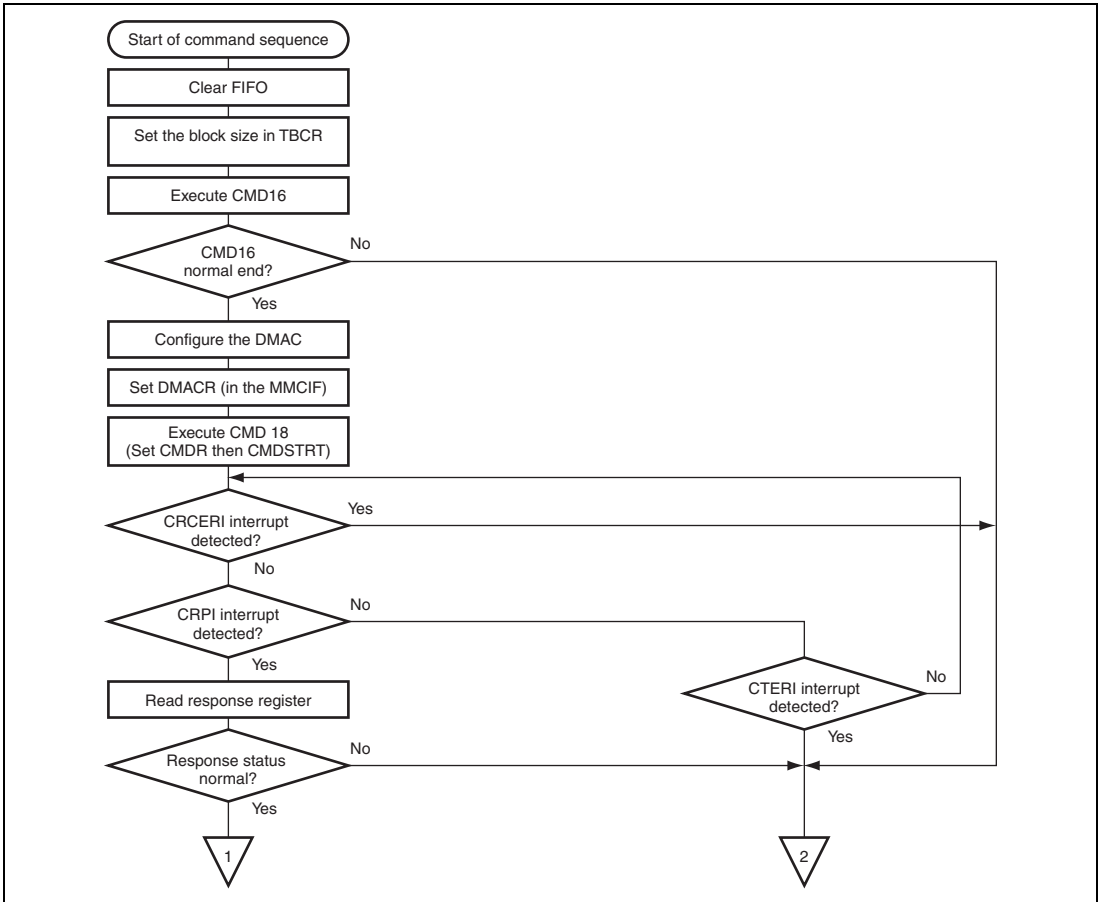 Start of command sequence
Clear FIFO
Set the block size in TBCR
Execute CMD16
CMD16
normal end?
No
Yes
Configure the DMAC
Set DMACR (in the MMCIF)
Execute CMD 18
(Set CMDR then CMDSTRT)
CRCERI interrupt
detected?
Yes
No
CRPI interrupt
detected?
No
Yes
CTERI interrupt
detected?
No
Yes
Read response register
Response status
normal?
No
Yes
1
2